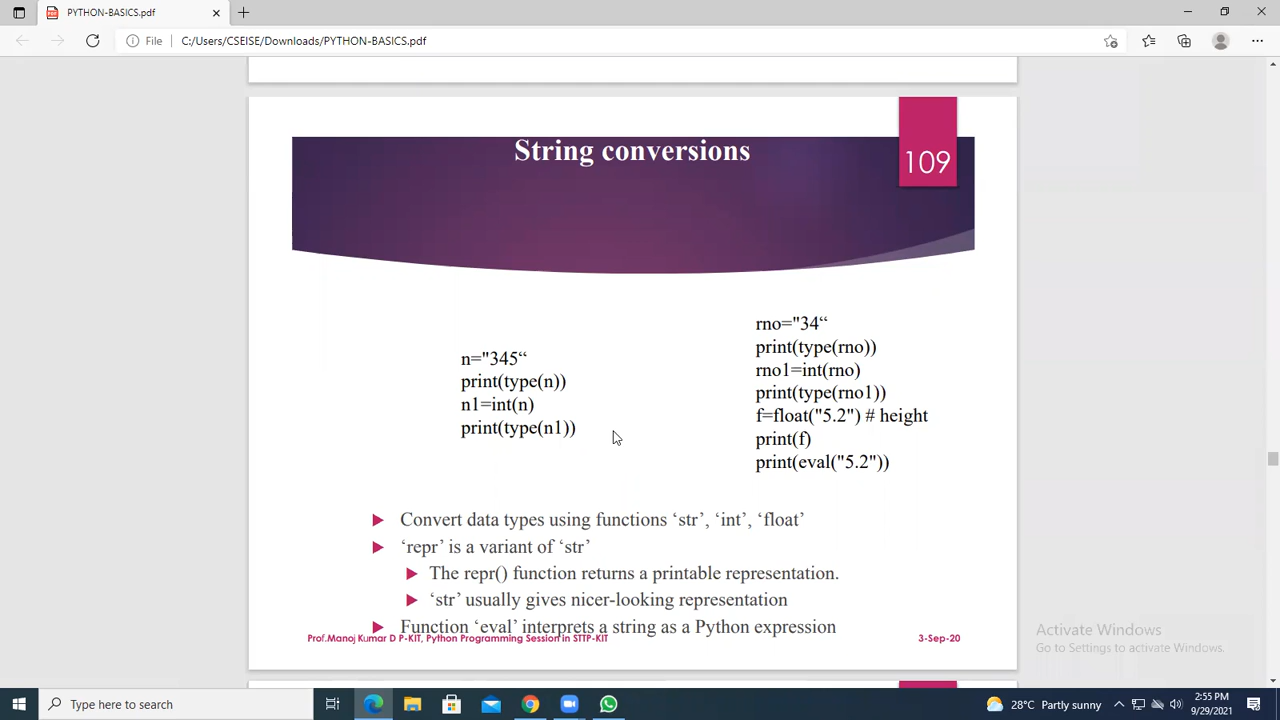 PYTHON-BASICS.pdf
File
C:/Users/CSEISE/Downloads/PYTHON-BASICS.pdf
String conversions
109
n="345“
print(type(n))
n1=int(n)
print(type(n1))
rno="34“
print(type(rno))
rno1=int(rno)
print(type(rno1))
f=float("5.2") # height
print(f)
print(eval("5.2"))
Convert data types using functions ‘str’, ‘int’, ‘float’
‘repr’ is a variant of ‘str’
The repr() function returns a printable representation.
‘str’ usually gives nicer-looking representation
Function ‘eval’ interprets a string as a Python expression
Prof.Manoj Kumar D P-KIT, Python Programming Session in STTP-KIT
3-Sep-20
Activate Windows
Go to Settings to activate Windows.
Type here to search
28°C Partly sunny
2:55 PM
9/29/2021